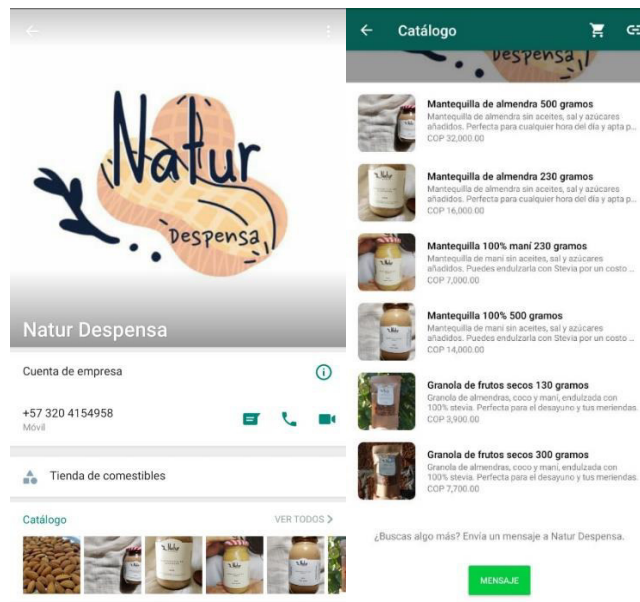 Natur
Despensa
Natur Despensa
Cuenta de empresa
+57 320 4154958
Móvil
Tienda de comestibles
Catálogo
VER TODOS >
Catálogo
Despensa
Mantequilla de almendra 500 gramos
Mantequilla de almendra sin aceites, sal y azúcares
añadidos. Perfecta para cualquier hora del día y apta p...
COP 32,000.00
Mantequilla de almendra 230 gramos
Mantequilla de almendra sin aceites, sal y azúcares
añadidos. Perfecta para cualquier hora del día y apta p...
COP 16,000.00
Mantequilla 100% maní 230 gramos
Mantequilla de maní sin aceites, sal y azúcares
añadidos. Puedes endulzarla con Stevia por un costo ...
COP 7,000.00
Mantequilla 100% 500 gramos
Mantequilla de maní sin aceites, sal y azúcares
añadidos. Puedes endulzarla con Stevia por un costo ...
COP 14,000.00
Granola de frutos secos 130 gramos
Granola de almendras, coco y maní, endulzada con
100% stevia. Perfecta para el desayuno y tus meriendas.
COP 3,900.00
Granola de frutos secos 300 gramos
Granola de almendras, coco y maní, endulzada con
100% stevia. Perfecta para el desayuno y tus meriendas.
COP 7,700.00
¿Buscas algo más? Envía un mensaje a Natur Despensa.
MENSAJE